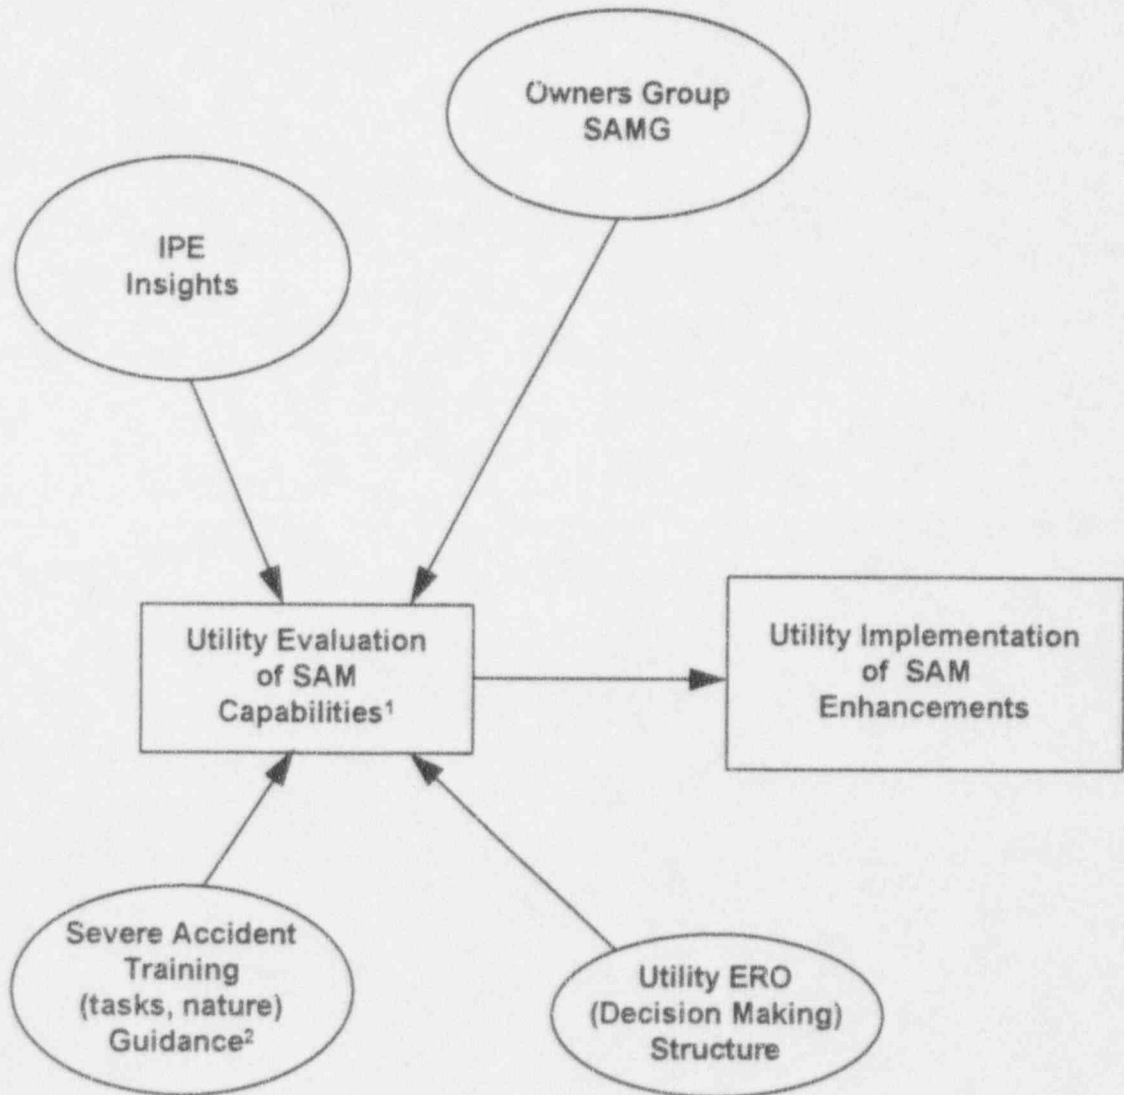 Owners Group
SAMG
IPE
Insights
Utility Evaluation
of SAM
Capabilities¹
Utility Implementation
of SAM
Enhancements
Severe Accident
Training
(tasks, nature)
Guidance²
Utility ERO
(Decision Making)
Structure